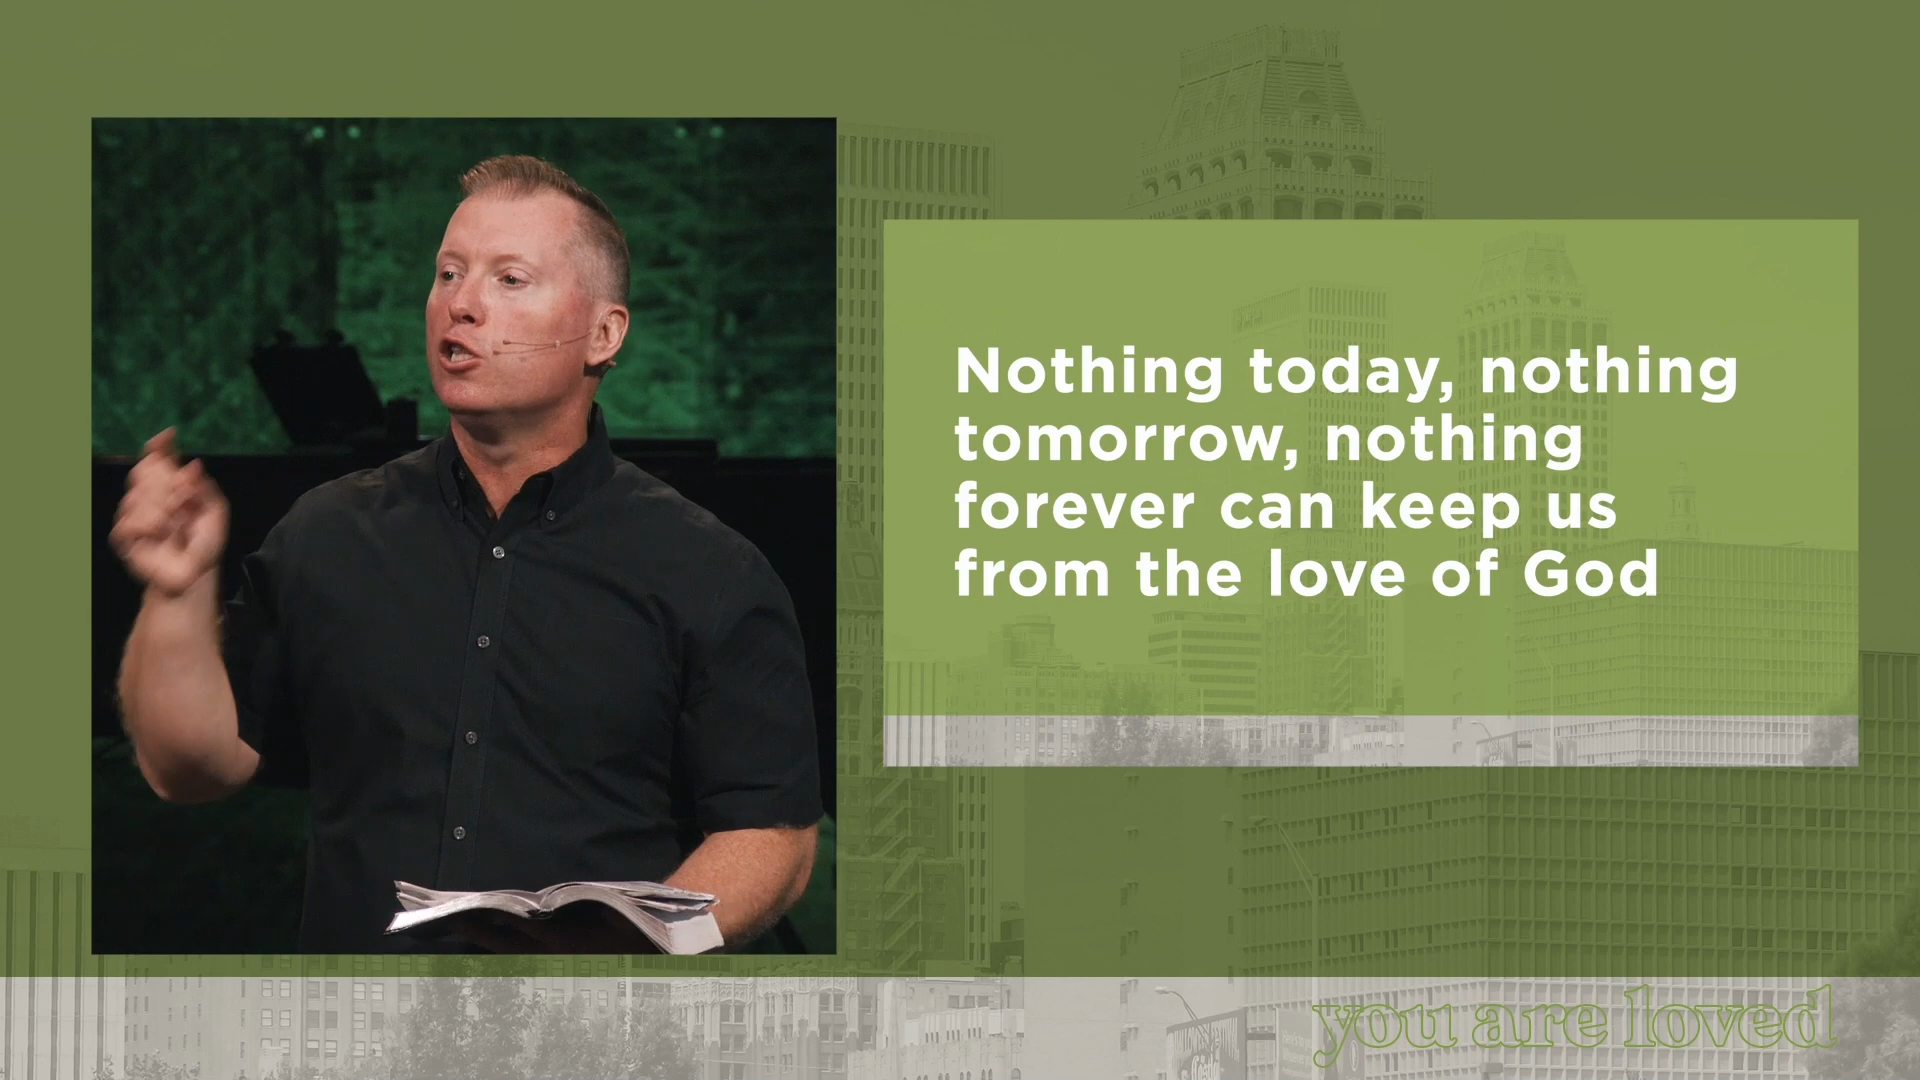 Nothing today, nothing
tomorrow, nothing
forever can keep us
from the love of God
you are loved